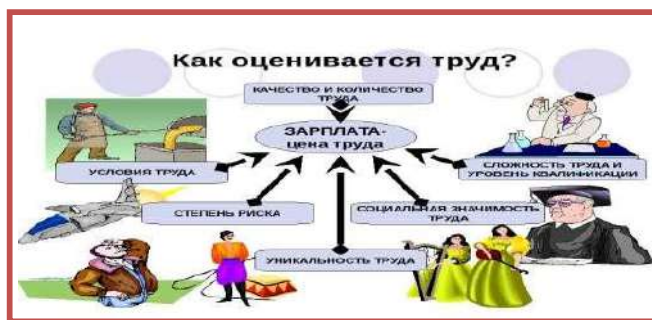 Как оценивается труд?
КАЧЕСТВО И КОЛИЧЕСТВО
ТРУДА
ЗАРПЛАТА-
цена труда
УСЛОВИЯ ТРУДА
СЛОЖНОСТЬ ТРУДА И
УРОВЕНЬ КВАЛИФИКАЦИИ
СТЕПЕНЬ РИСКА
СОЦИАЛЬНАЯ ЗНАЧИМОСТЬ
ТРУДА
УНИКАЛЬНОСТЬ ТРУДА